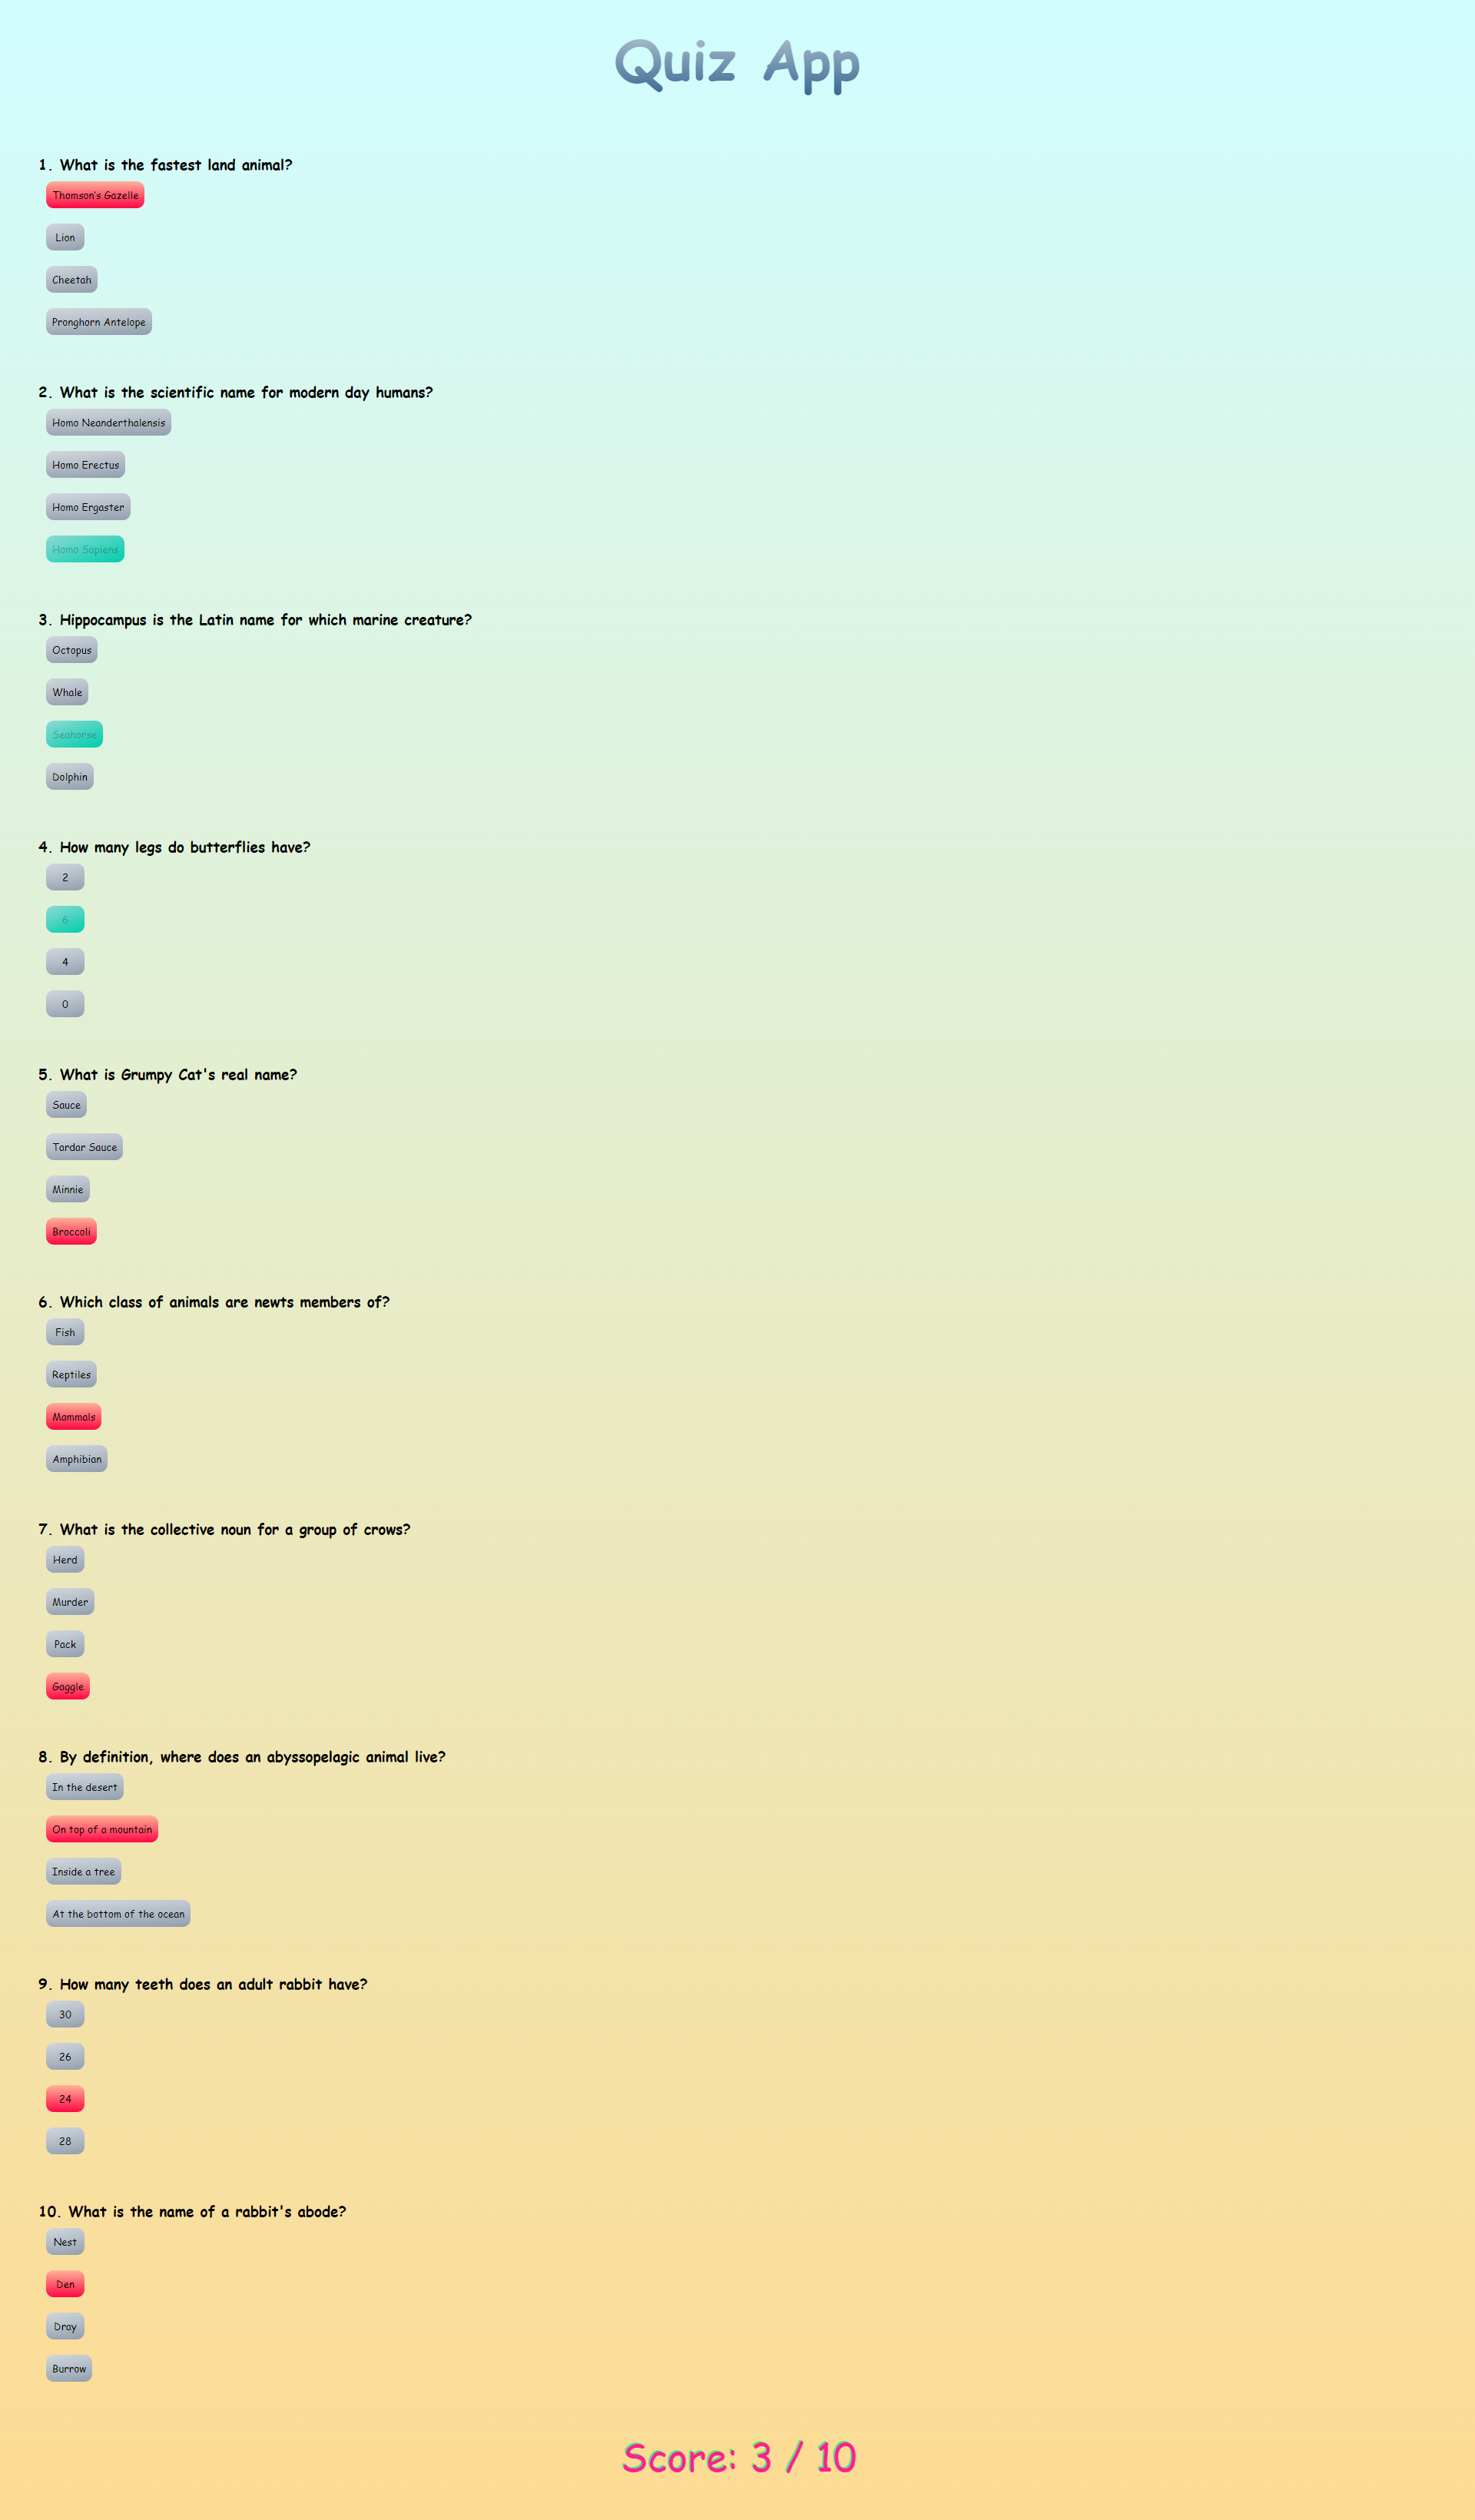 Quiz App
1. What is the fastest land animal?
Thomson's Gazelle
Lion
Cheetah
Pronghorn Antelope
2. What is the scientific name for modern day humans?
Homo Neanderthalensis
Homo Erectus
Homo Ergaster
Homo Sapiens
3. Hippocampus is the Latin name for which marine creature?
Octopus
Whale
Seahorse
Dolphin
4. How many legs do butterflies have?
2
6
4
0
5. What is Grumpy Cat's real name?
Sauce
Tardar Sauce
Minnie
Broccoli
6. Which class of animals are newts members of?
Fish
Reptiles
Mammals
Amphibian
7. What is the collective noun for a group of crows?
Herd
Murder
Pack
Gaggle
8. By definition, where does an abyssopelagic animal live?
In the desert
On top of a mountain
Inside a tree
At the bottom of the ocean
9. How many teeth does an adult rabbit have?
30
26
24
28
10. What is the name of a rabbit's abode?
Nest
Den
Dray
Burrow
Score: 3 / 10